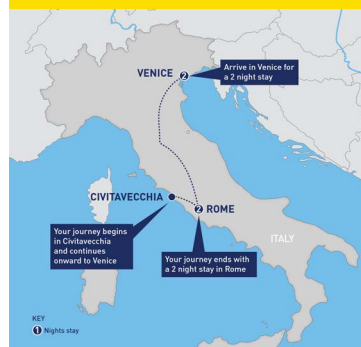 VENICE
2
Arrive in Venice for
a 2 night stay
CIVITAVECCHIA
2
ROME
Your journey begins
in Civitavecchia
and continues
onward to Venice
Your journey ends with
a 2 night stay in Rome
ITALY
KEY
1 Nights stay